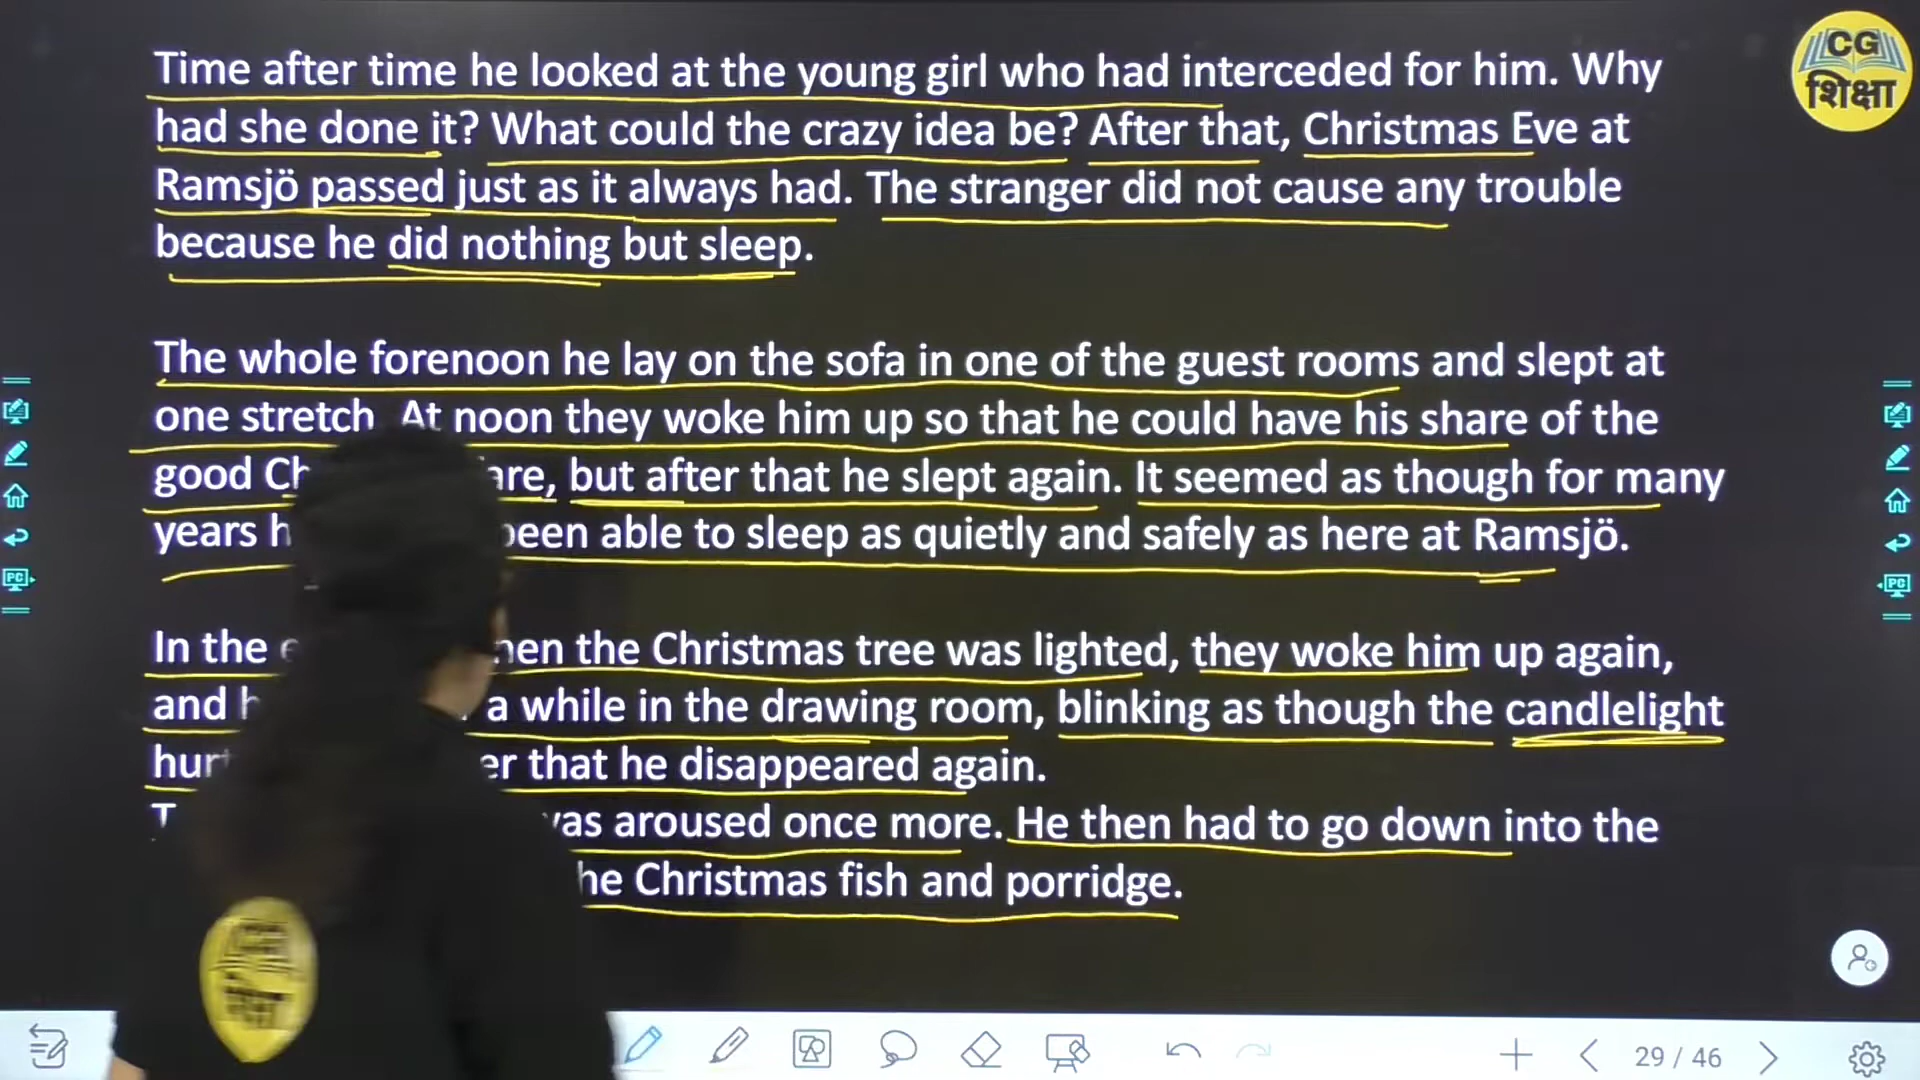 Time after time he looked at the young girl who had interceded for him. Why
had she done it? What could the crazy idea be? After that, Christmas Eve at
Ramsjö passed just as it always had. The stranger did not cause any trouble
because he did nothing but sleep.
The whole forenoon he lay on the sofa in one of the guest rooms and slept at
one stretch. At noon they woke him up so that he could have his share of the
good but after that he slept again. It seemed as though for many
years been able to sleep as quietly and safely as here at Ramsjö.
In the the Christmas tree was lighted, they woke him up again,
and a while in the drawing room, blinking as though the candlelight
that he disappeared again.
aroused once more. He then had to go down into the
Christmas fish and porridge.
CG
शिक्षा
PC
PC
29 / 46